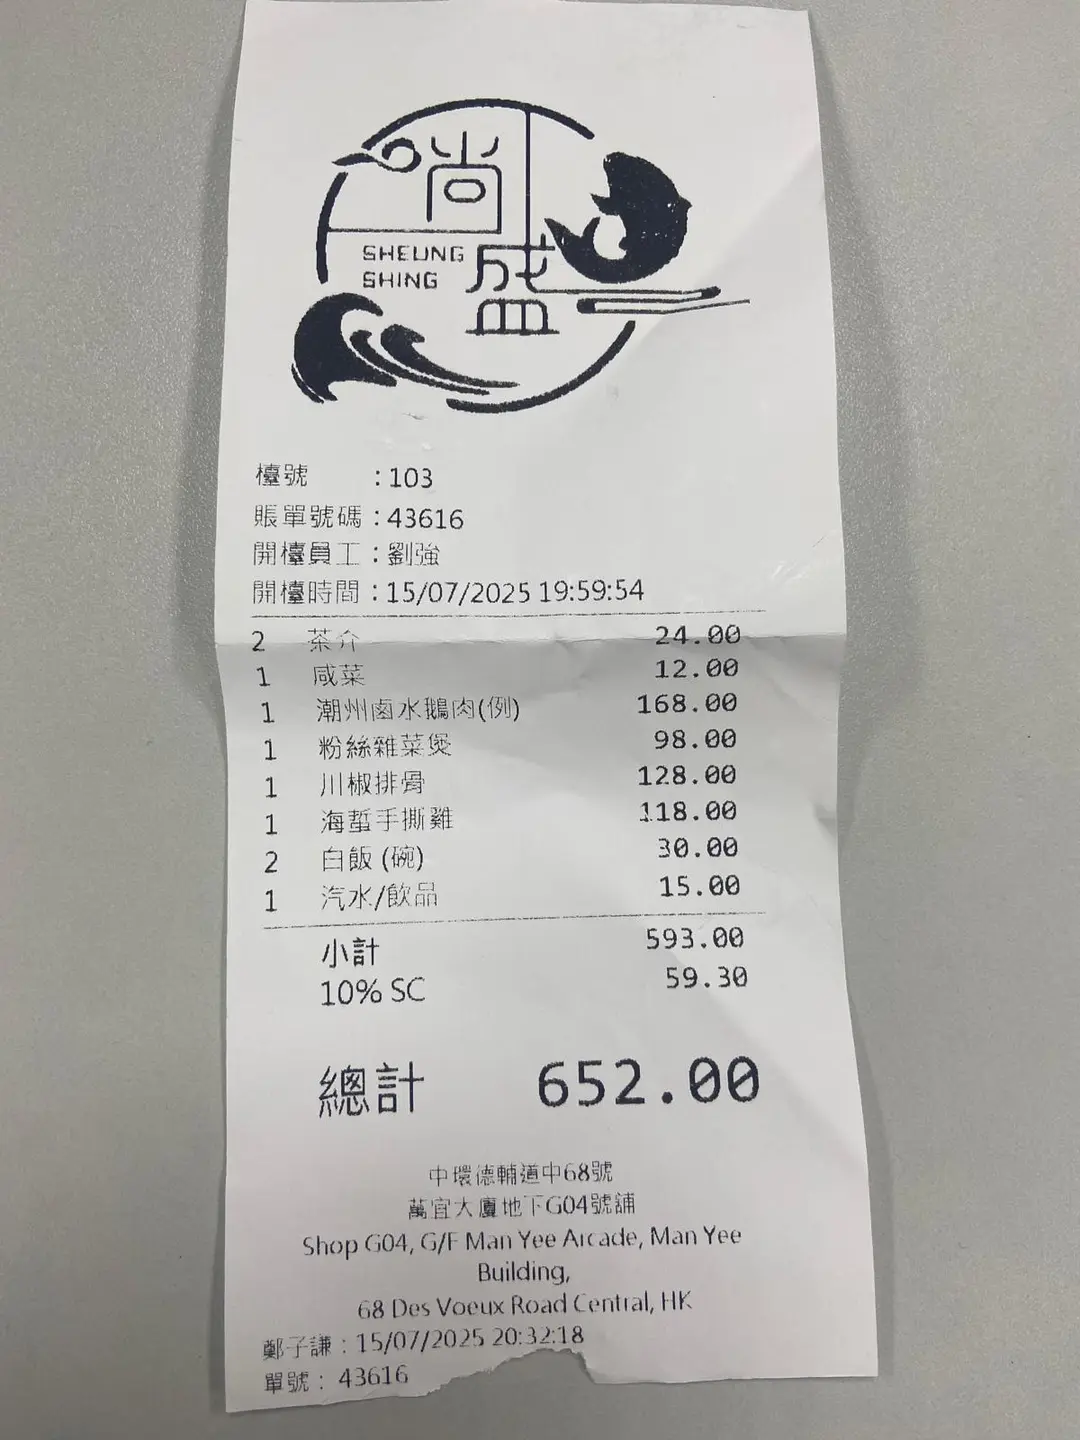 尚盛
SHEUNG
SHING
檯號 : 103
賬單號碼 : 43616
開檯員工 : 劉強
開檯時間 : 15/07/2025 19:59:54
2 茶介 24.00
1 咸菜 12.00
1 潮州鹵水鵝肉(例) 168.00
1 粉絲雜菜煲 98.00
1 川椒排骨 128.00
1 海蜇手撕雞 118.00
2 白飯 (碗) 30.00
1 汽水/飲品 15.00
小計 593.00
10% SC 59.30
總計 652.00
中環德輔道中68號
萬宜大廈地下G04號舖
Shop G04, G/F Man Yee Arcade, Man Yee
Building,
68 Des Voeux Road Central, HK
鄭子謙 : 15/07/2025 20:32:18
單號 : 43616